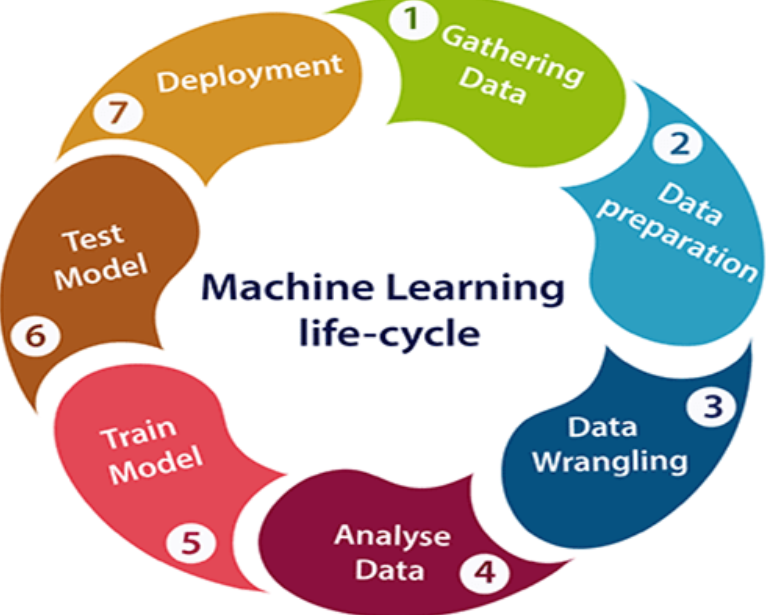 Machine Learning
life-cycle
1
Gathering
Data
2
Data
preparation
3
Data
Wrangling
4
Analyse
Data
5
Train
Model
6
Test
Model
7
Deployment